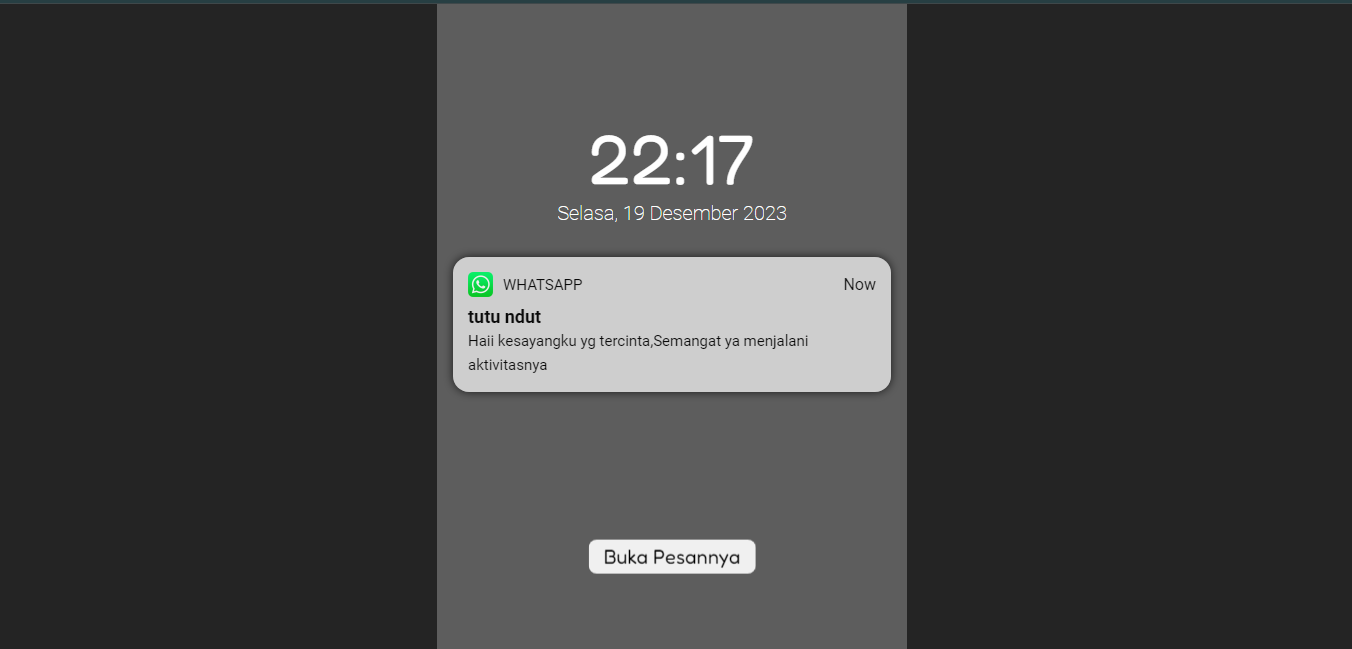 22:17
Selasa, 19 Desember 2023
WHATSAPP Now
tutu ndut
Haii kesayangku yg tercinta,Semangat ya menjalani
aktivitasnya
Buka Pesannya